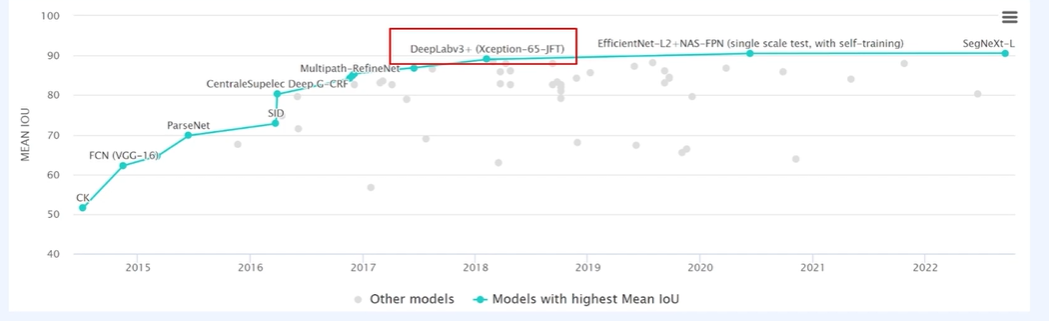 100
90
80
70
60
50
40
MEAN IOU
DeepLabv3+ (Xception-65-JFT)
EfficientNet-L2+NAS-FPN (single scale test, with self-training)
SegNeXt-L
Multipath-RefineNet
CentraleSupelec Deep G-CRF
SID
ParseNet
FCN (VGG-16)
CK
2015 2016 2017 2018 2019 2020 2021 2022
Other models Models with highest Mean IoU